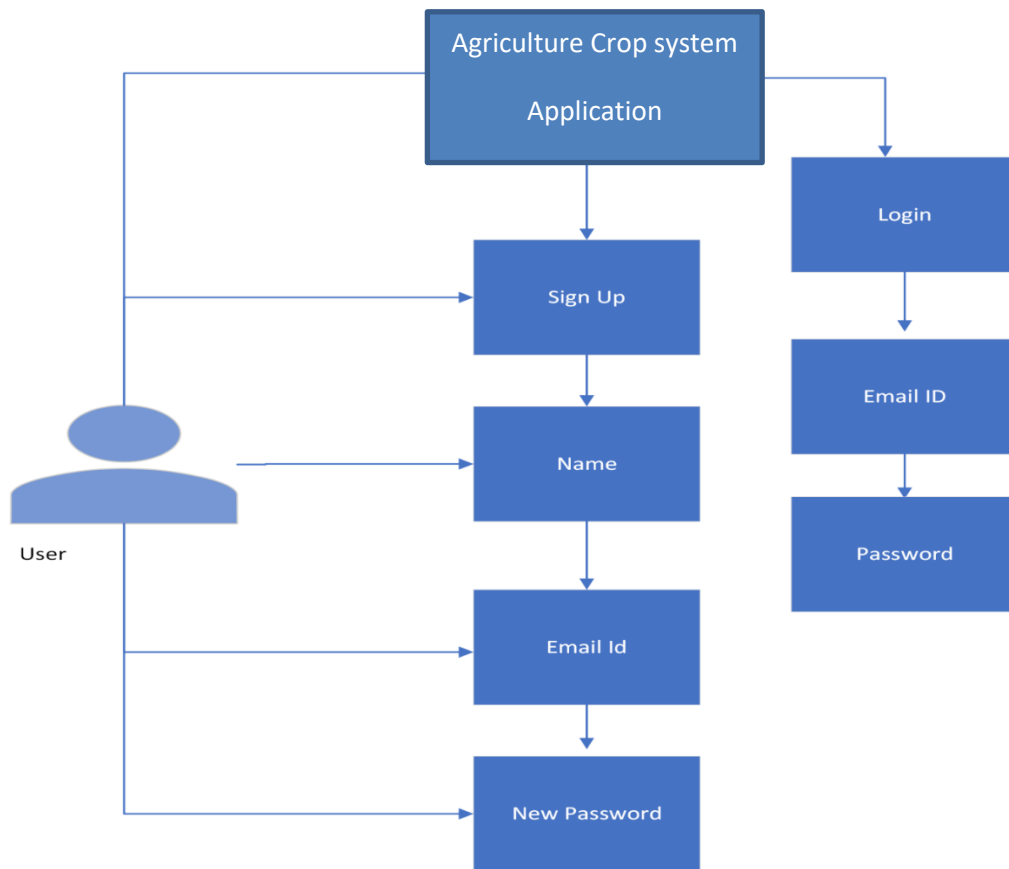 Agriculture Crop system
Application
Login
Sign Up
Email ID
Name
Password
User
Email Id
New Password